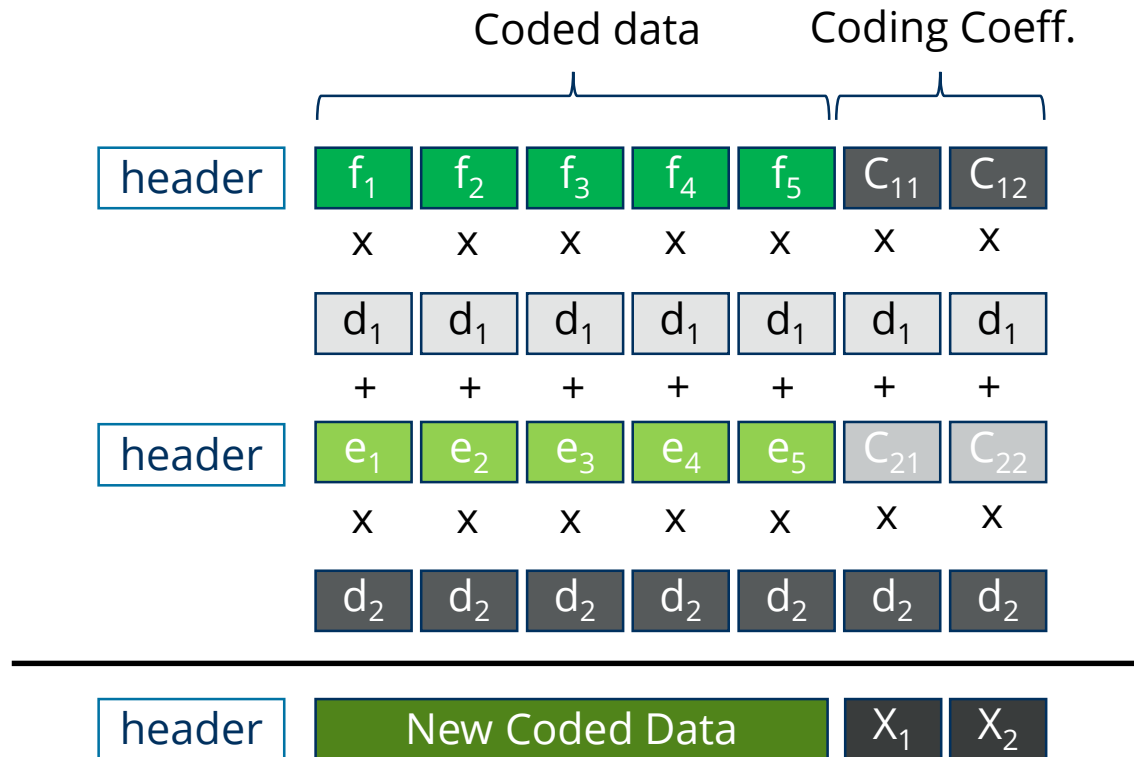 Coded data Coding Coeff.
header f₁ f₂ f₃ f₄ f₅ C₁₁ C₁₂
x x x x x x x
d₁ d₁ d₁ d₁ d₁ d₁ d₁
+ + + + + + +
header e₁ e₂ e₃ e₄ e₅ C₂₁ C₂₂
x x x x x x x
d₂ d₂ d₂ d₂ d₂ d₂ d₂
header New Coded Data X₁ X₂